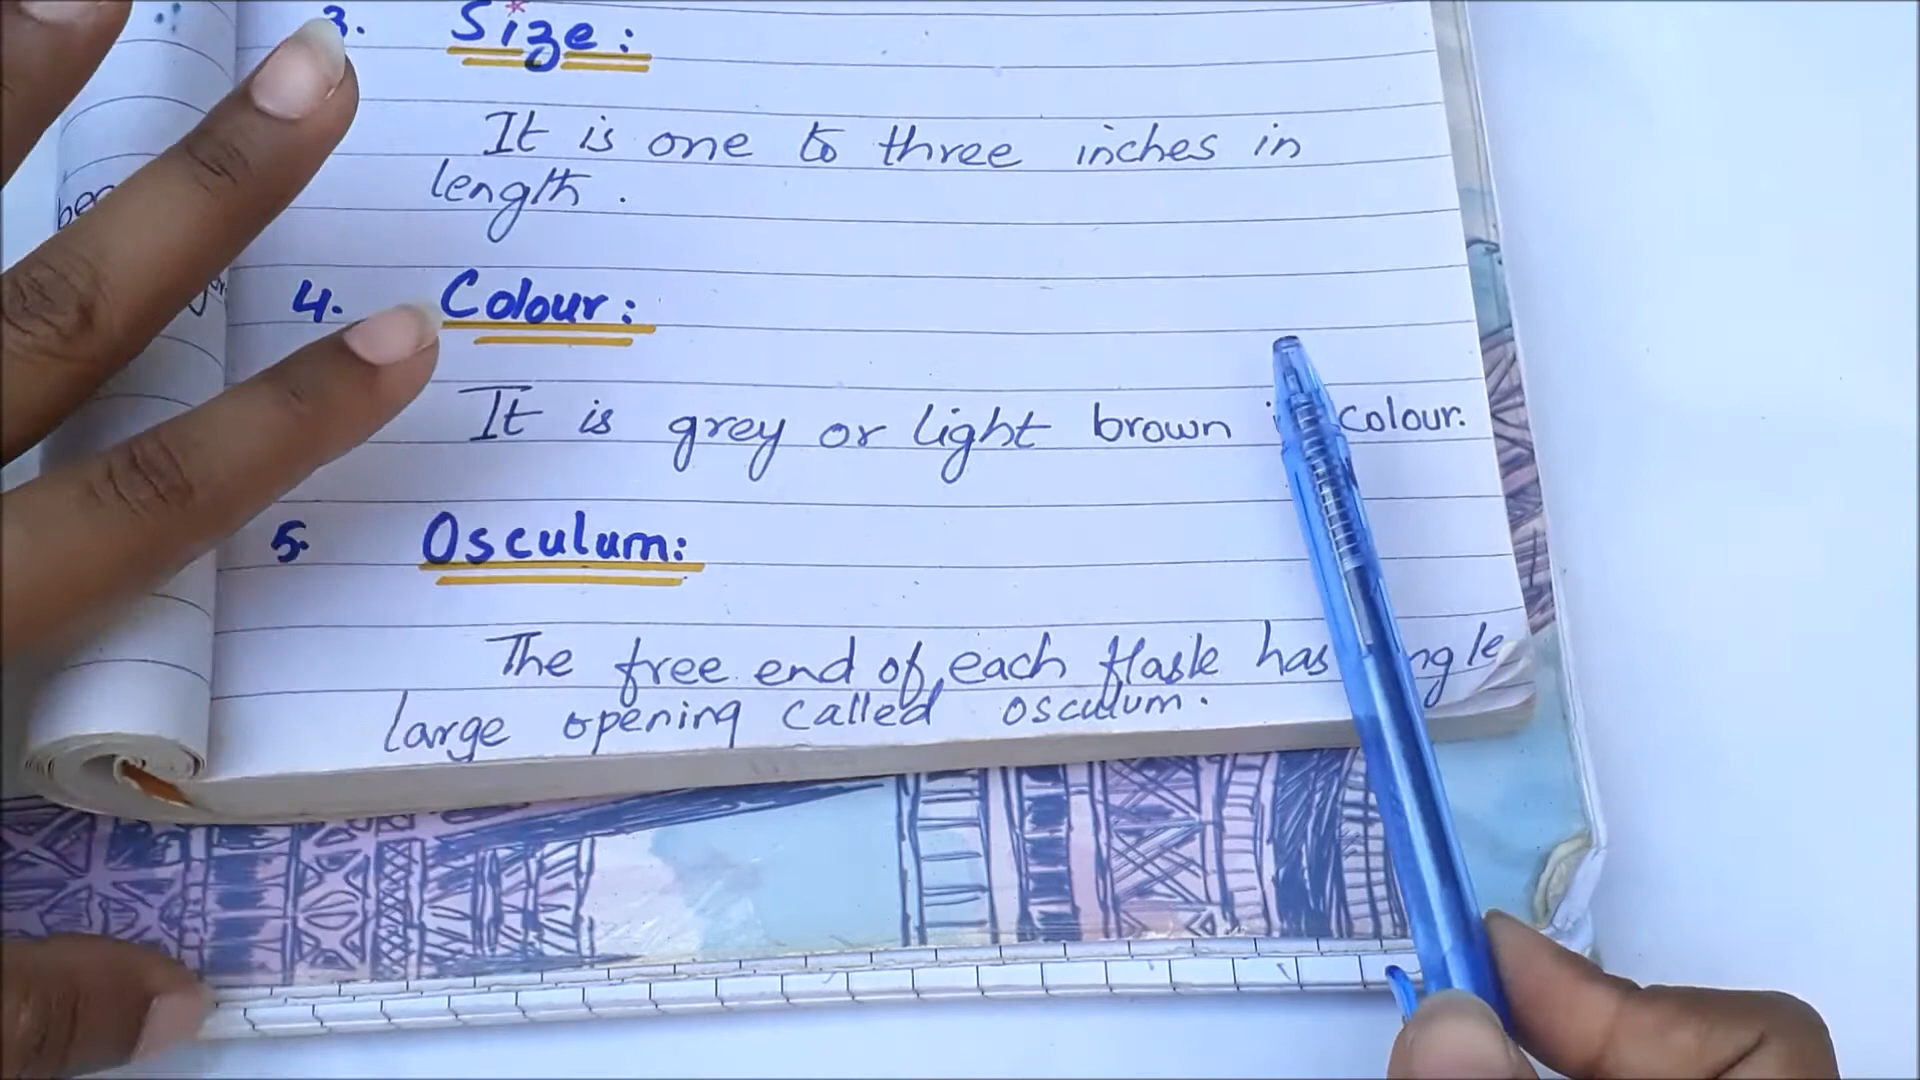 3. Size:
It is one to three inches in
length.
4. Colour:
It is grey or light brown colour.
5. Osculum:
The free end of each flask has
large opening called osculum.